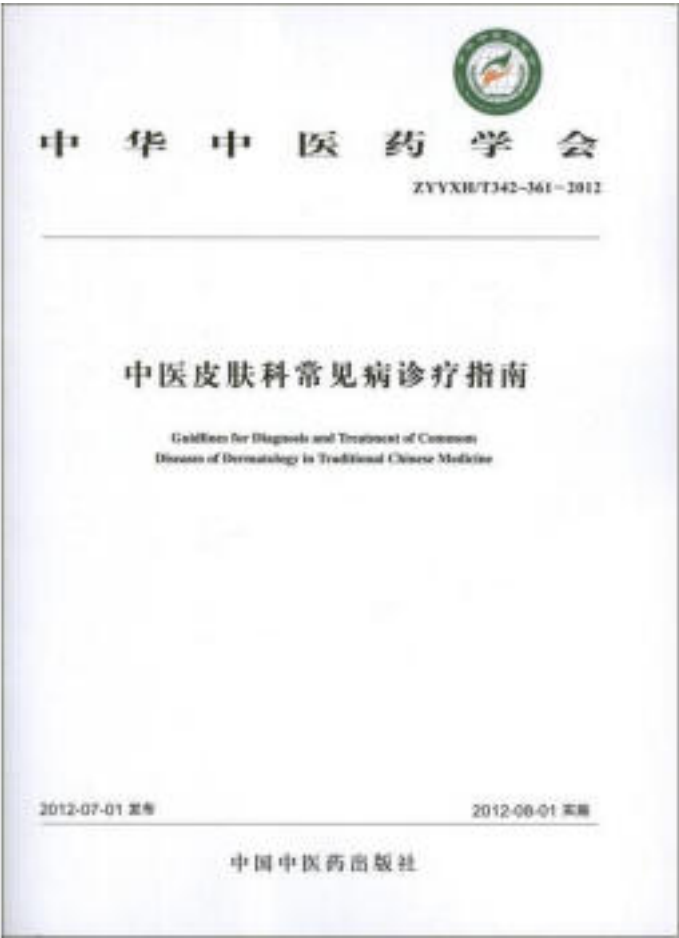 中华中医药学会
ZYYXH/T342-361-2012
中医皮肤科常见病诊疗指南
Guidlines for Diagnosis and Treatment of Common
Diseases of Dermatology in Traditional Chinese Medicine
2012-07-01 发布
2012-08-01 实施
中国中医药出版社